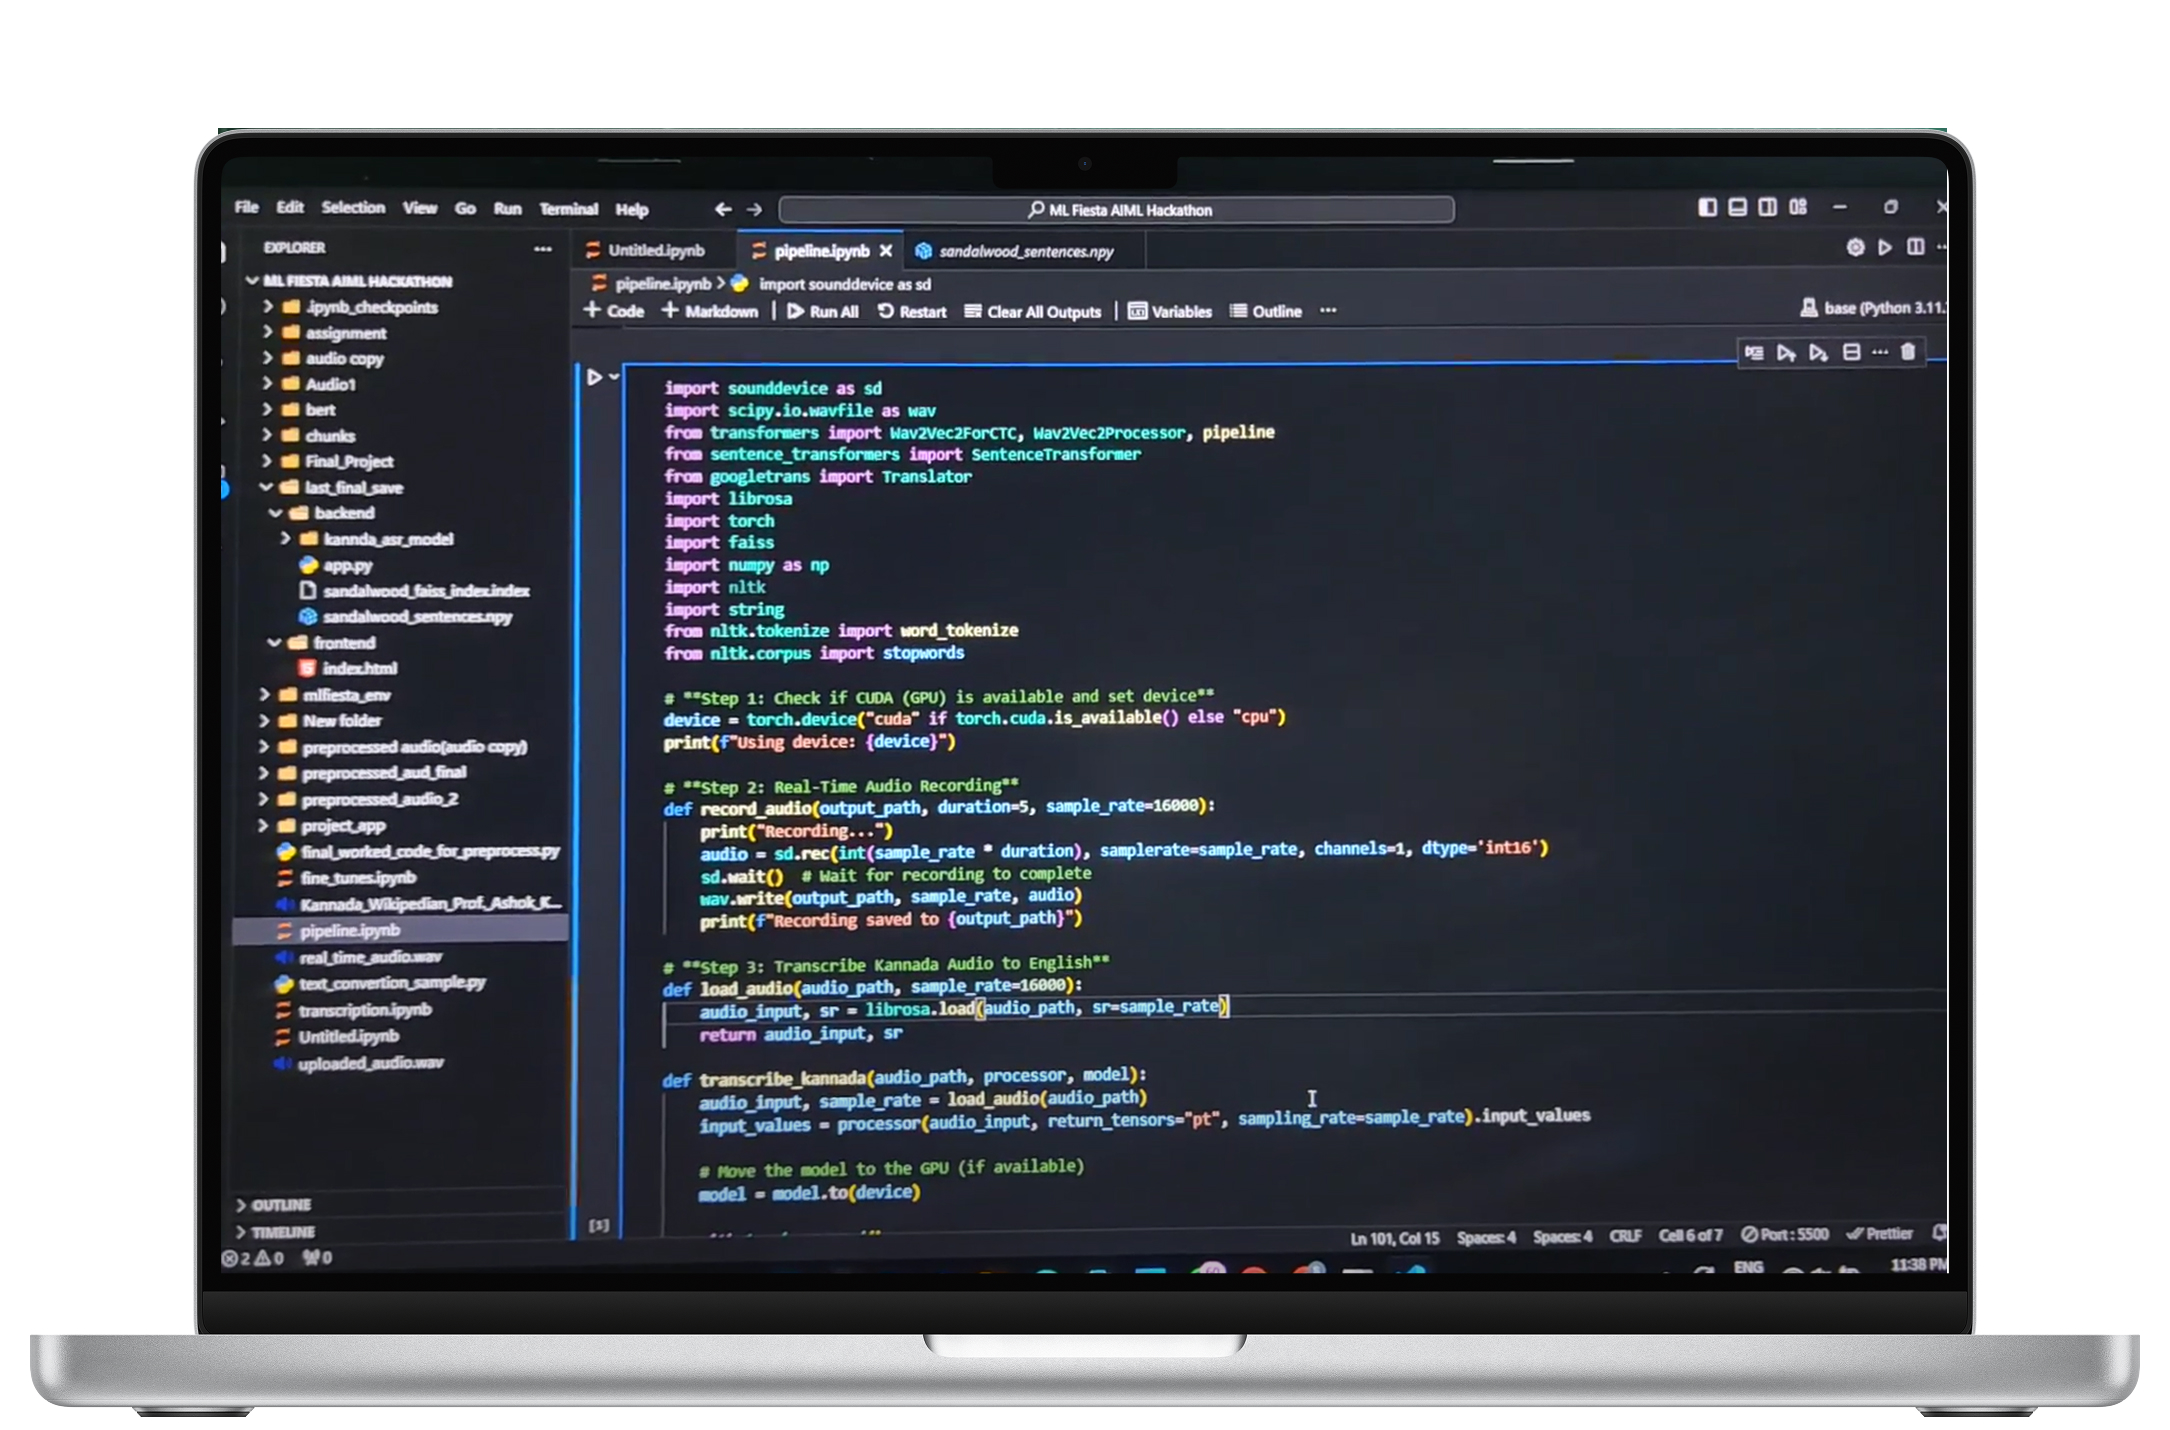 File Edit Selection View Go Run Terminal Help
ML Fiesta AIML Hackathon
EXPLORER
ML FIESTA AIML HACKATHON
.ipynb_checkpoints
assignment
audio copy
Audio1
bert
chunks
Final_Project
last_final_save
backend
kannda_asr_model
app.py
sandalwood_faiss_index.index
sandalwood_sentences.npy
frontend
index.html
mlfiesta_env
New folder
preprocessed audio(audio copy)
preprocessed_aud_final
preprocessed_audio_2
project_app
final_worked_code_for_preprocess.py
fine_tunes.ipynb
Kannada_Wikipedian_Prof._Ashok_K...
pipeline.ipynb
real_time_audio.wav
text_convertion_sample.py
transcription.ipynb
Untitled.ipynb
uploaded_audio.wav
OUTLINE
TIMELINE
Untitled.ipynb pipeline.ipynb sandalwood_sentences.npy
pipeline.ipynb > import sounddevice as sd
+ Code + Markdown | Run All Restart Clear All Outputs | Variables Outline ...
base (Python 3.11.
import sounddevice as sd
import scipy.io.wavfile as wav
from transformers import Wav2Vec2ForCTC, Wav2Vec2Processor, pipeline
from sentence_transformers import SentenceTransformer
from googletrans import Translator
import librosa
import torch
import faiss
import numpy as np
import nltk
import string
from nltk.tokenize import word_tokenize
from nltk.corpus import stopwords
# **Step 1: Check if CUDA (GPU) is available and set device**
device = torch.device("cuda" if torch.cuda.is_available() else "cpu")
print(f"Using device: {device}")
# **Step 2: Real-Time Audio Recording**
def record_audio(output_path, duration=5, sample_rate=16000):
print("Recording...")
audio = sd.rec(int(sample_rate * duration), samplerate=sample_rate, channels=1, dtype='int16')
sd.wait() # Wait for recording to complete
wav.write(output_path, sample_rate, audio)
print(f"Recording saved to {output_path}")
# **Step 3: Transcribe Kannada Audio to English**
def load_audio(audio_path, sample_rate=16000):
audio_input, sr = librosa.load(audio_path, sr=sample_rate)
return audio_input, sr
def transcribe_kannada(audio_path, processor, model):
audio_input, sample_rate = load_audio(audio_path)
input_values = processor(audio_input, return_tensors="pt", sampling_rate=sample_rate).input_values
# Move the model to the GPU (if available)
model = model.to(device)
2 0 0
Ln 101, Col 15 Spaces: 4 Spaces: 4 CRLF Cell 6 of 7 Port : 5500 Prettier
ENG
11:38 PM